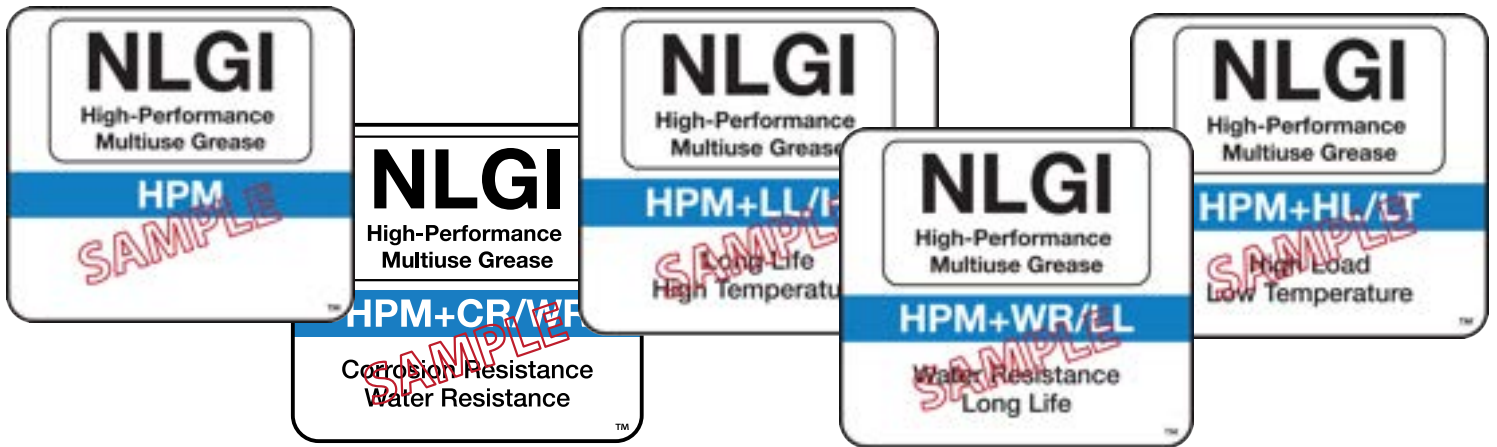 NLGI
High-Performance
Multiuse Grease
HPM
SAMPLE
™
NLGI
High-Performance
Multiuse Grease
HPM+CR/WR
SAMPLE
Corrosion Resistance
Water Resistance
™
NLGI
High-Performance
Multiuse Grease
HPM+LL/
SAMPLE
Long-Life
High Temperatu
NLGI
High-Performance
Multiuse Grease
HPM+WR/LL
SAMPLE
Water Resistance
Long Life
™
NLGI
High-Performance
Multiuse Grease
HPM+HL/LT
SAMPLE
High Load
Low Temperature
™